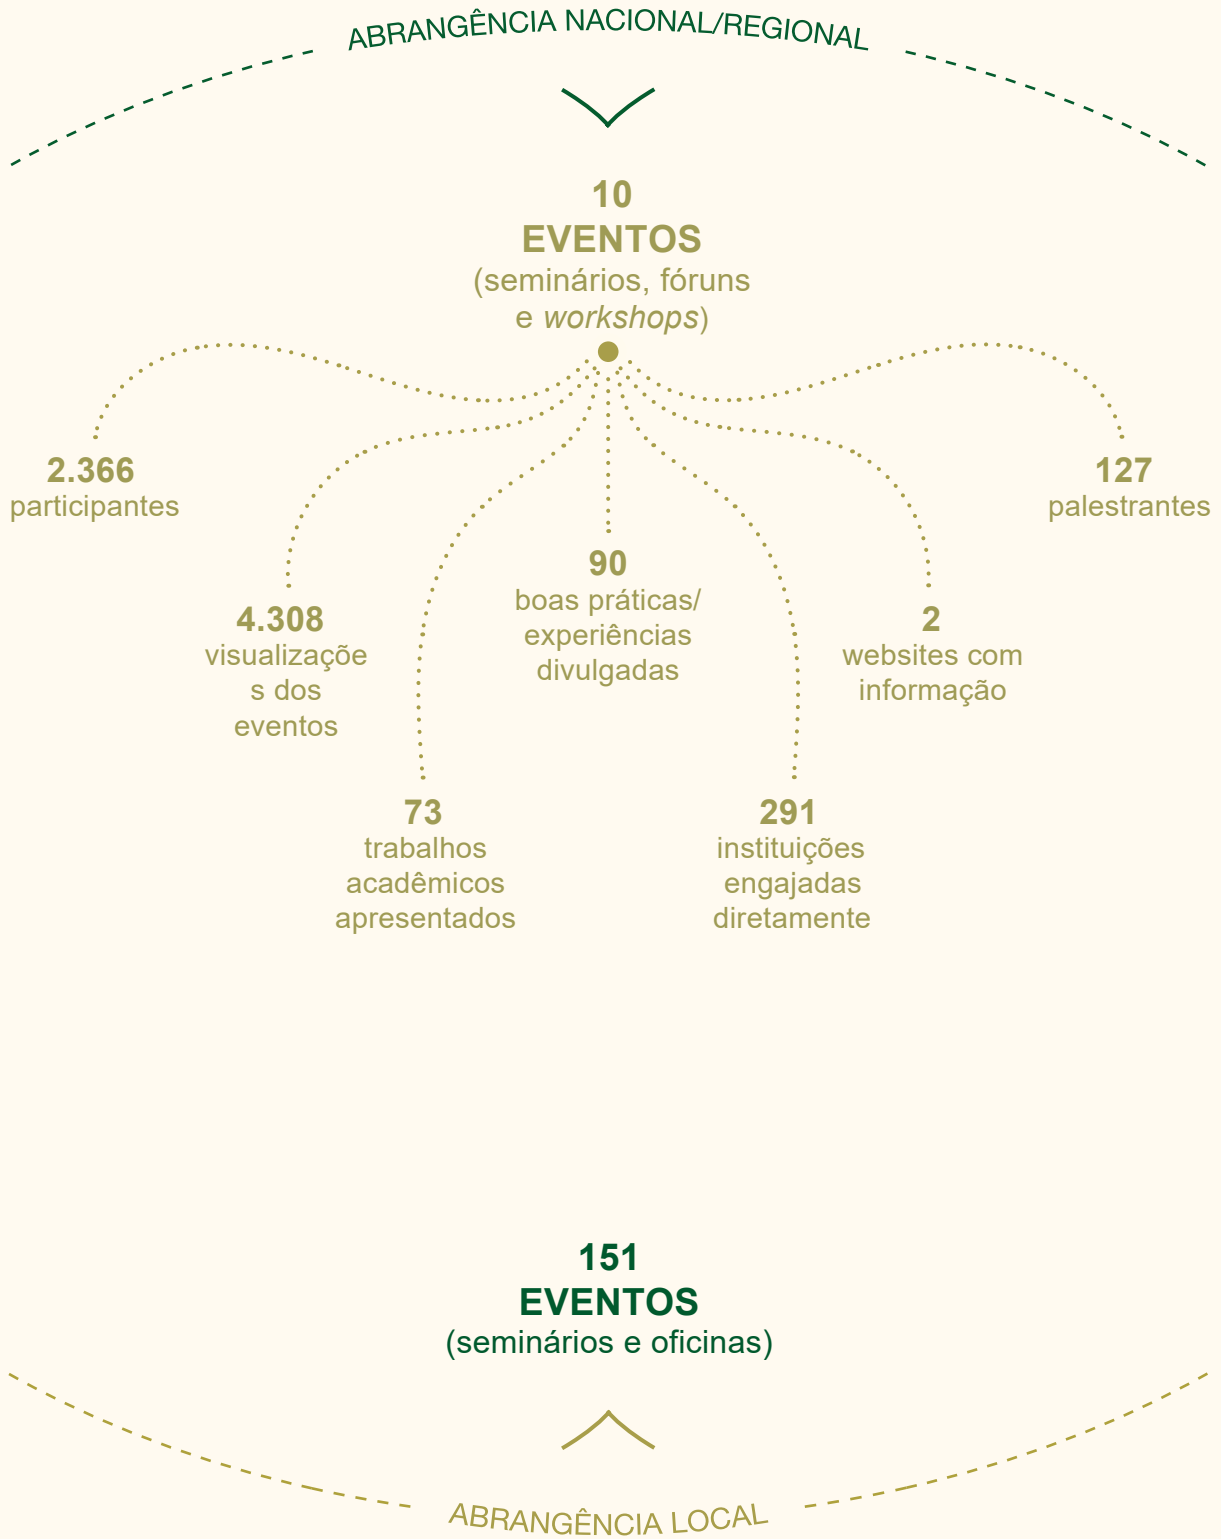 ABRANGÊNCIA NACIONAL/REGIONAL
10
EVENTOS
(seminários, fóruns
e workshops)
2.366
participantes
127
palestrantes
4.308
visualizaçõe
s dos
eventos
90
boas práticas/
experiências
divulgadas
2
websites com
informação
73
trabalhos
acadêmicos
apresentados
291
instituições
engajadas
diretamente
151
EVENTOS
(seminários e oficinas)
ABRANGÊNCIA LOCAL